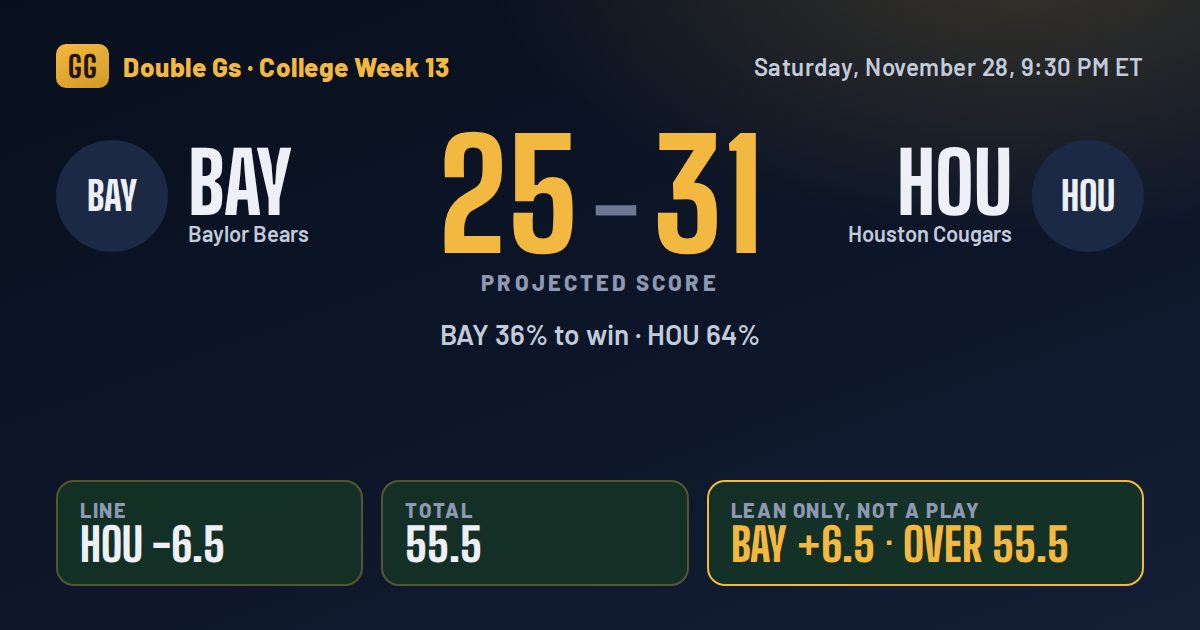 GG Double Gs · College Week 13
Saturday, November 28, 9:30 PM ET
BAY
BAY
Baylor Bears
25 – 31
PROJECTED SCORE
BAY 36% to win · HOU 64%
HOU
Houston Cougars
HOU
LINE
HOU −6.5
TOTAL
55.5
LEAN ONLY, NOT A PLAY
BAY +6.5 · OVER 55.5